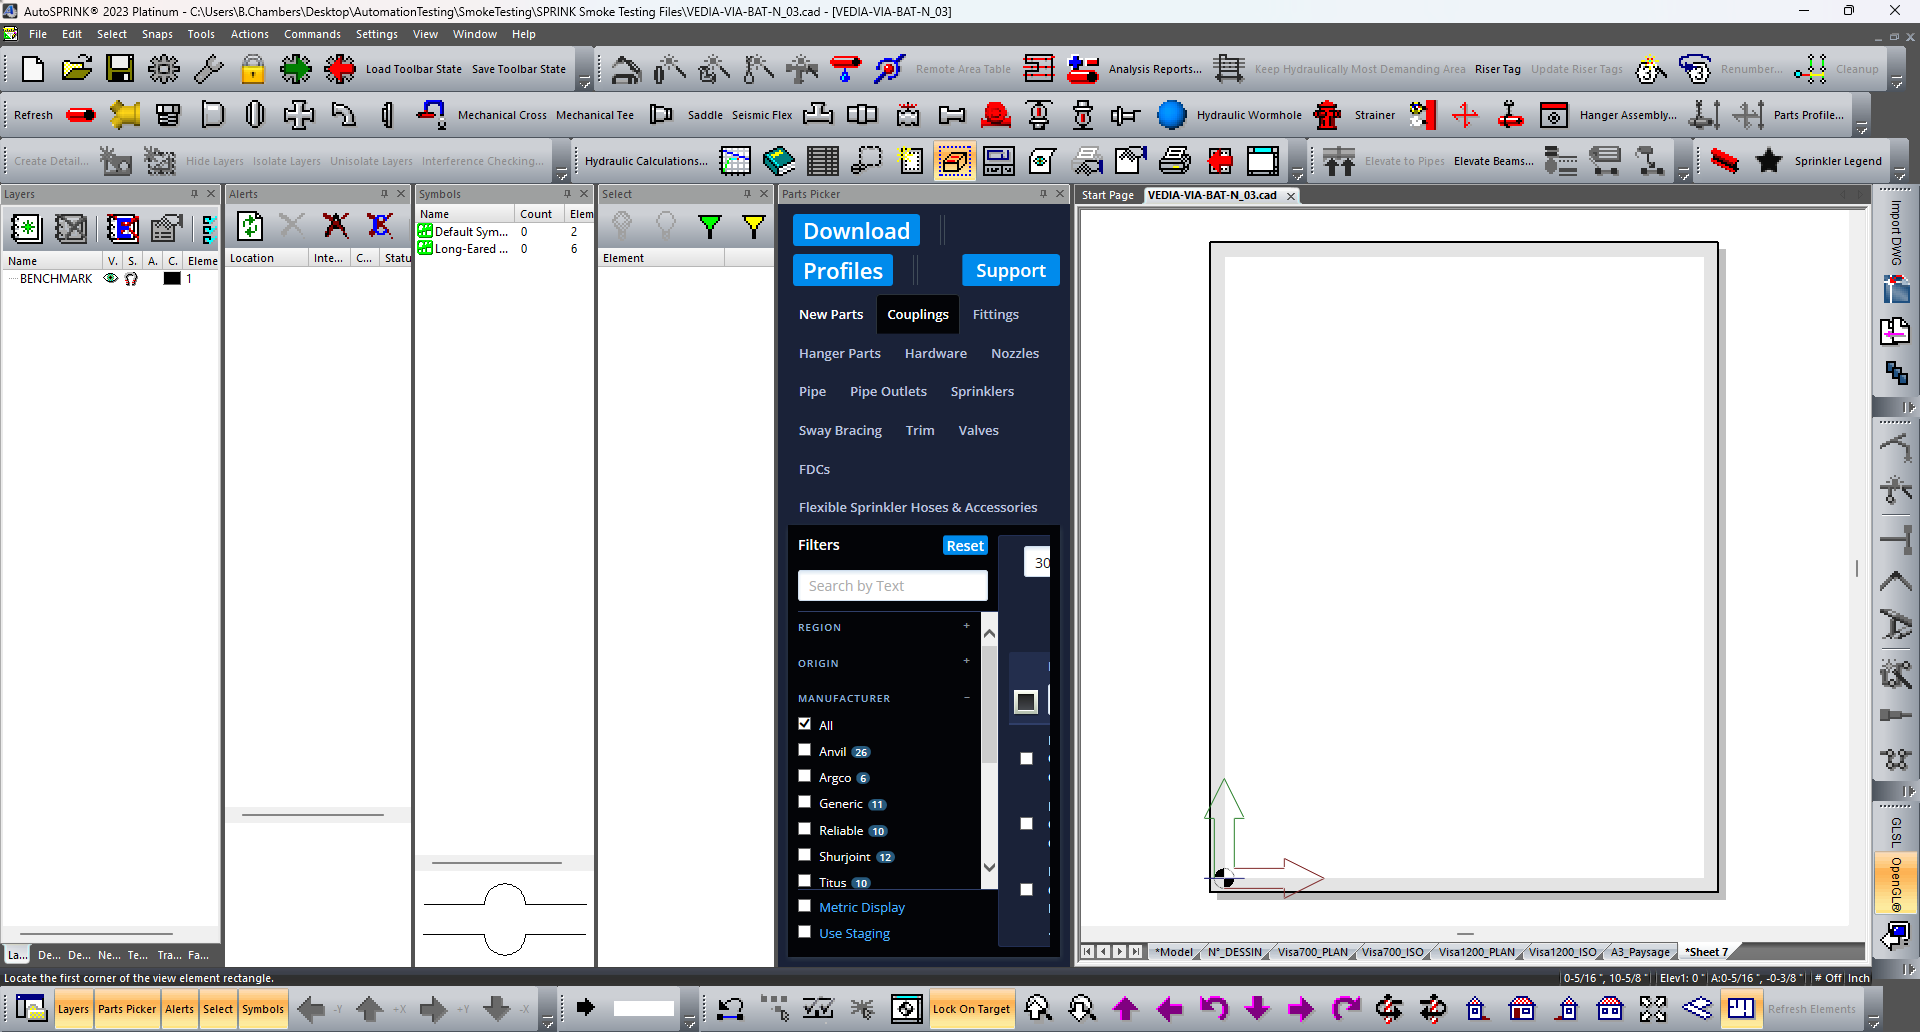 AutoSPRINK® 2023 Platinum - C:\Users\B.Chambers\Desktop\AutomationTesting\SmokeTesting\SPRINK Smoke Testing Files\VEDIA-VIA-BAT-N_03.cad - [VEDIA-VIA-BAT-N_03]
File Edit Select Snaps Tools Actions Commands Settings View Window Help
Load Toolbar State Save Toolbar State Remote Area Table Analysis Reports... Keep Hydraulically Most Demanding Area Riser Tag Update Riser Tags Renumber... Cleanup
Refresh Mechanical Cross Mechanical Tee Saddle Seismic Flex Hydraulic Wormhole Strainer Hanger Assembly... Parts Profile...
Create Detail... Hide Layers Isolate Layers Unisolate Layers Interference Checking... Hydraulic Calculations... Elevate to Pipes Elevate Beams... Sprinkler Legend
Layers Alerts Symbols Select Parts Picker Start Page VEDIA-VIA-BAT-N_03.cad
Name V. S. A. C. Eleme
BENCHMARK 1
Location Inte... C... Statu
Name Count Elem
Default Sym... 0 2
Long-Eared ... 0 6
Element
Download
Profiles Support
New Parts Couplings Fittings
Hanger Parts Hardware Nozzles
Pipe Pipe Outlets Sprinklers
Sway Bracing Trim Valves
FDCs
Flexible Sprinkler Hoses & Accessories
Filters Reset
30
Search by Text
REGION +
ORIGIN +
MANUFACTURER −
All
Anvil 26
Argco 6
Generic 11
Reliable 10
Shurjoint 12
Titus 10
Metric Display
Use Staging
Import DWG
GLSL
OpenGL®
La... De... De... Ne... Te... Tra... Fa...
*Model N°_DESSIN Visa700_PLAN Visa700_ISO Visa1200_PLAN Visa1200_ISO A3_Paysage *Sheet 7
Locate the first corner of the view element rectangle.
0-5/16 ", 10-5/8 " Elev1: 0 " A:0-5/16 ", -0-3/8 " # Off Inch
Layers Parts Picker Alerts Select Symbols -Y +X +Y -X Lock On Target Refresh Elements